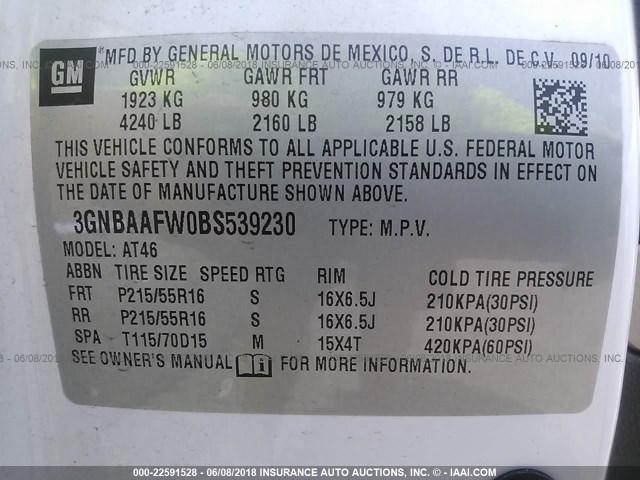 GM
MFD BY GENERAL MOTORS DE MEXICO, S. DE R.L. DE C.V. 09/10
GVWR GAWR FRT GAWR RR
1923 KG 980 KG 979 KG
4240 LB 2160 LB 2158 LB
THIS VEHICLE CONFORMS TO ALL APPLICABLE U.S. FEDERAL MOTOR
VEHICLE SAFETY AND THEFT PREVENTION STANDARDS IN EFFECT ON
THE DATE OF MANUFACTURE SHOWN ABOVE.
3GNBAAFW0BS539230 TYPE: M.P.V.
MODEL: AT46
ABBN TIRE SIZE SPEED RTG RIM COLD TIRE PRESSURE
FRT P215/55R16 S 16X6.5J 210KPA(30PSI)
RR P215/55R16 S 16X6.5J 210KPA(30PSI)
SPA T115/70D15 M 15X4T 420KPA(60PSI)
SEE OWNER'S MANUAL FOR MORE INFORMATION.
000-22591528 - 06/08/2018 INSURANCE AUTO AUCTIONS, INC. © - IAAI.COM